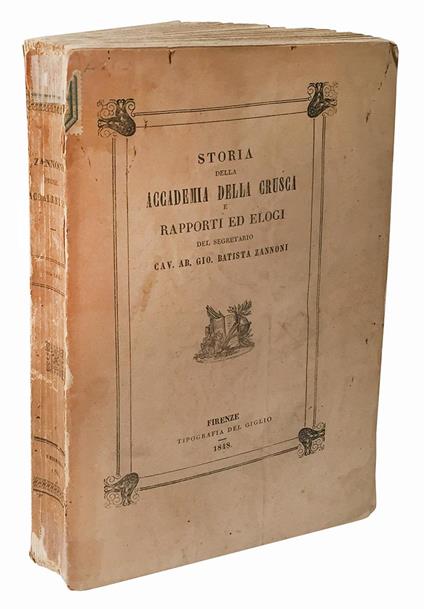 STORIA
DELLA
ACCADEMIA DELLA CRUSCA
E
RAPPORTI ED ELOGI
DEL SEGRETARIO
CAV. AB. GIO. BATISTA ZANNONI
FIRENZE
TIPOGRAFIA DEL GIGLIO
1848.
ZANNONI